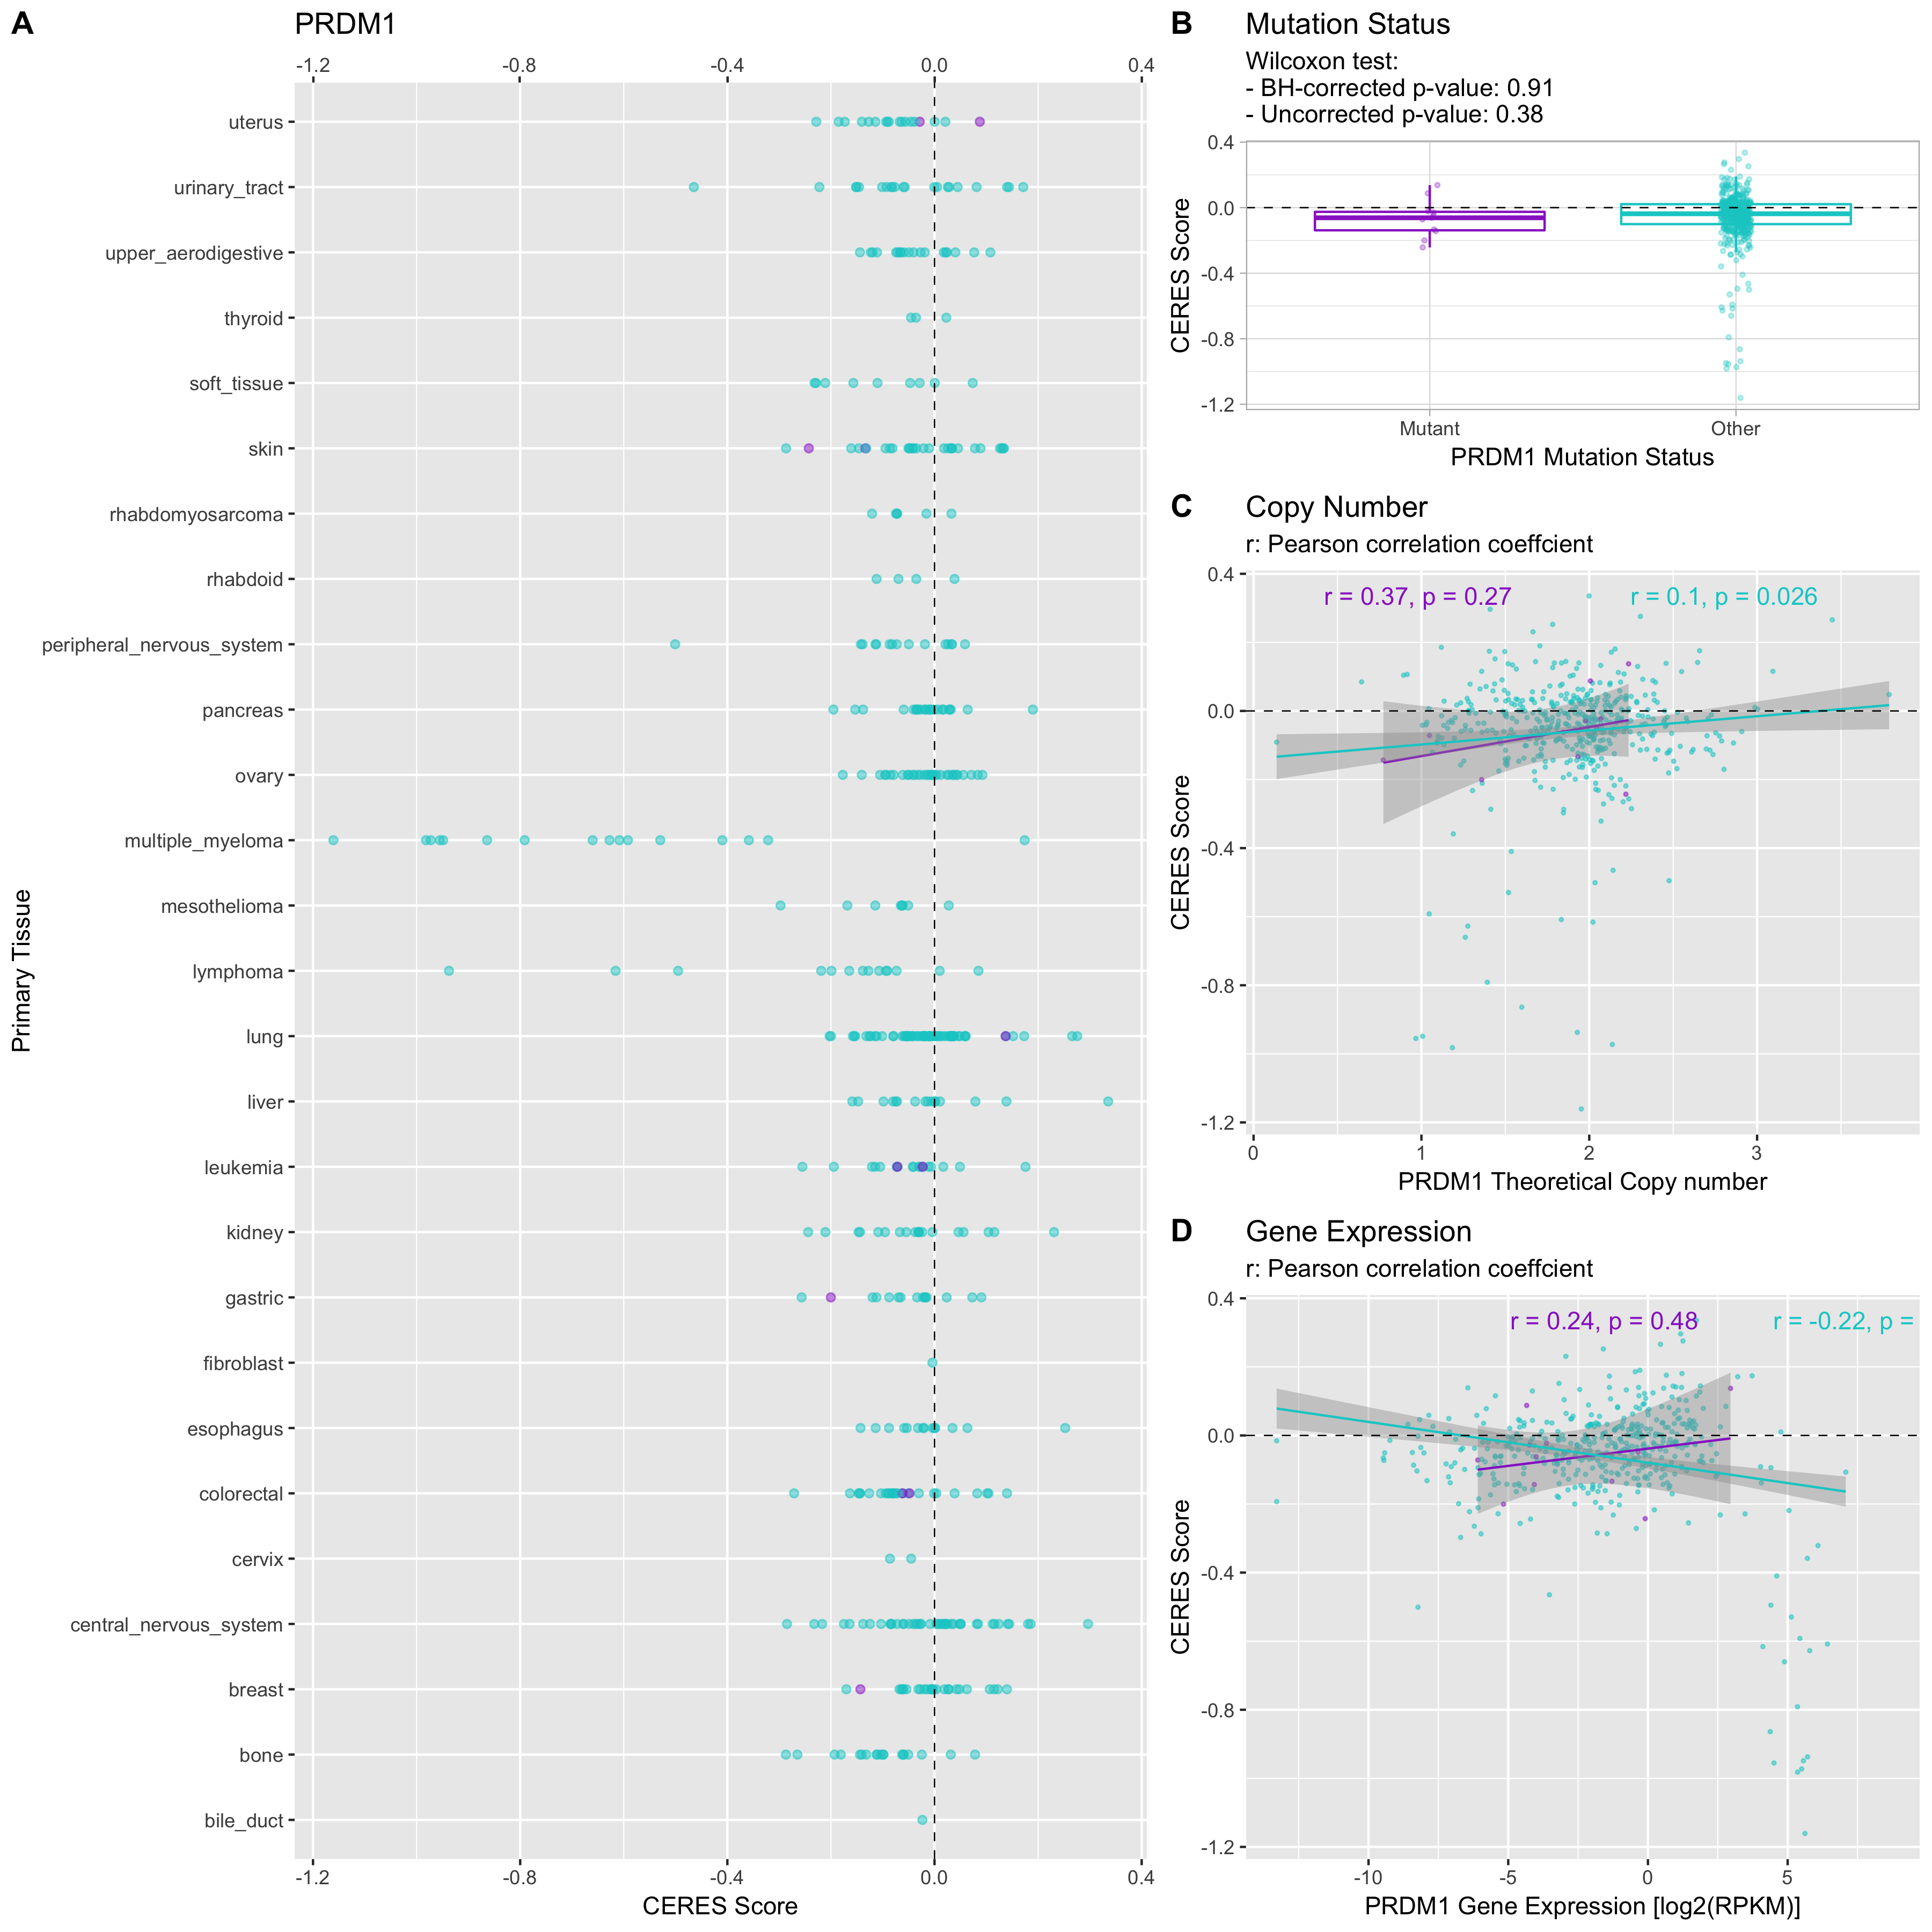 A
PRDM1
-1.2 -0.8 -0.4 0.0 0.4
Primary Tissue
uterus
urinary_tract
upper_aerodigestive
thyroid
soft_tissue
skin
rhabdomyosarcoma
rhabdoid
peripheral_nervous_system
pancreas
ovary
multiple_myeloma
mesothelioma
lymphoma
lung
liver
leukemia
kidney
gastric
fibroblast
esophagus
colorectal
cervix
central_nervous_system
breast
bone
bile_duct
-1.2 -0.8 -0.4 0.0 0.4
CERES Score
B
Mutation Status
Wilcoxon test:
- BH-corrected p-value: 0.91
- Uncorrected p-value: 0.38
CERES Score
0.4
0.0
-0.4
-0.8
-1.2
Mutant Other
PRDM1 Mutation Status
C
Copy Number
r: Pearson correlation coeffcient
r = 0.37, p = 0.27 r = 0.1, p = 0.026
CERES Score
0.4
0.0
-0.4
-0.8
-1.2
0 1 2 3
PRDM1 Theoretical Copy number
D
Gene Expression
r: Pearson correlation coeffcient
r = 0.24, p = 0.48 r = -0.22, p =
CERES Score
0.4
0.0
-0.4
-0.8
-1.2
-10 -5 0 5
PRDM1 Gene Expression [log2(RPKM)]